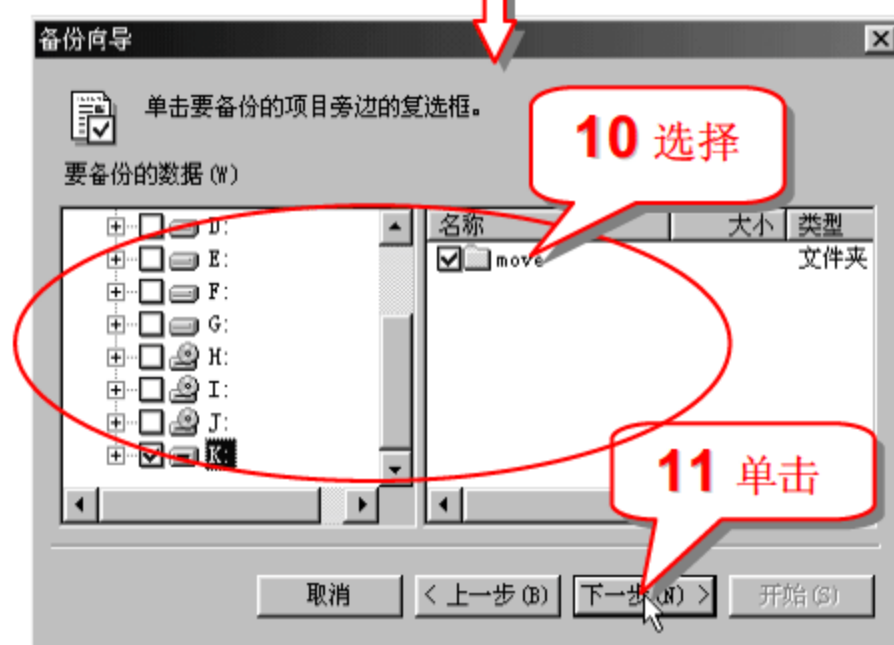 备份向导
单击要备份的项目旁边的复选框。
10 选择
要备份的数据(W)
D:
E:
F:
G:
H:
I:
J:
K:
名称 大小 类型
move 文件夹
11 单击
取消 < 上一步(B) 下一步(N) > 开始(S)